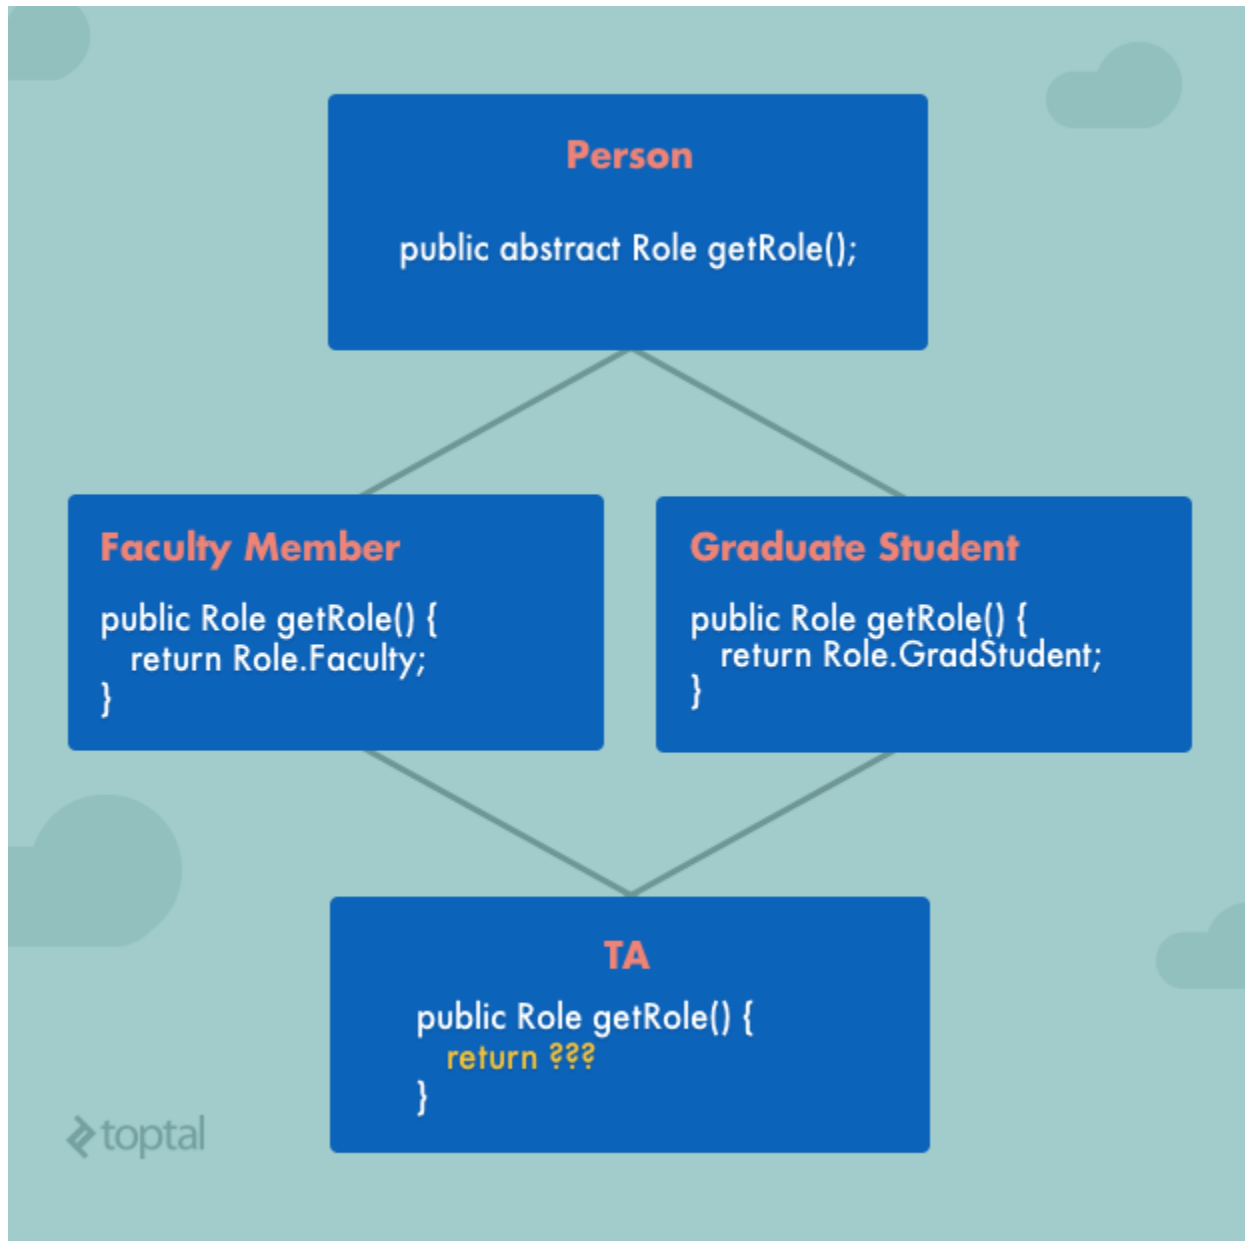 Person
public abstract Role getRole();
Faculty Member
public Role getRole() {
return Role.Faculty;
}
Graduate Student
public Role getRole() {
return Role.GradStudent;
}
TA
public Role getRole() {
return ???
}
toptal